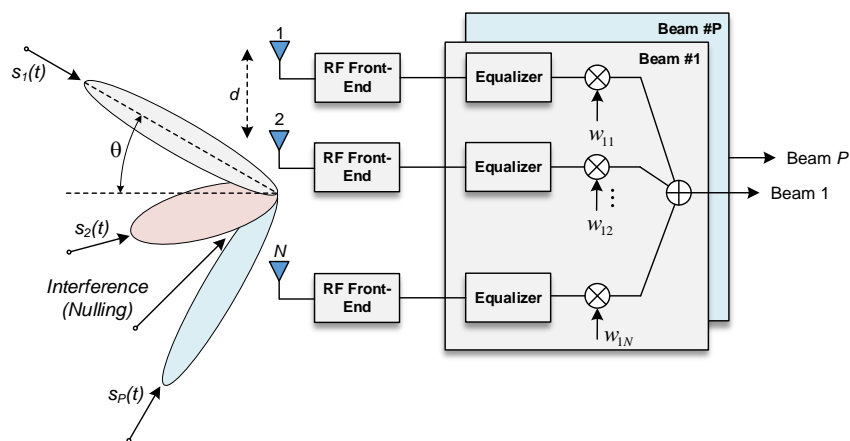 Beam #P
Beam #1
1
RF Front-
End
Equalizer
w11
s1(t)
d
2
RF Front-
End
Equalizer
w12
⋮
θ
Beam P
Beam 1
s2(t)
Interference
(Nulling)
N
RF Front-
End
Equalizer
w1N
sP(t)